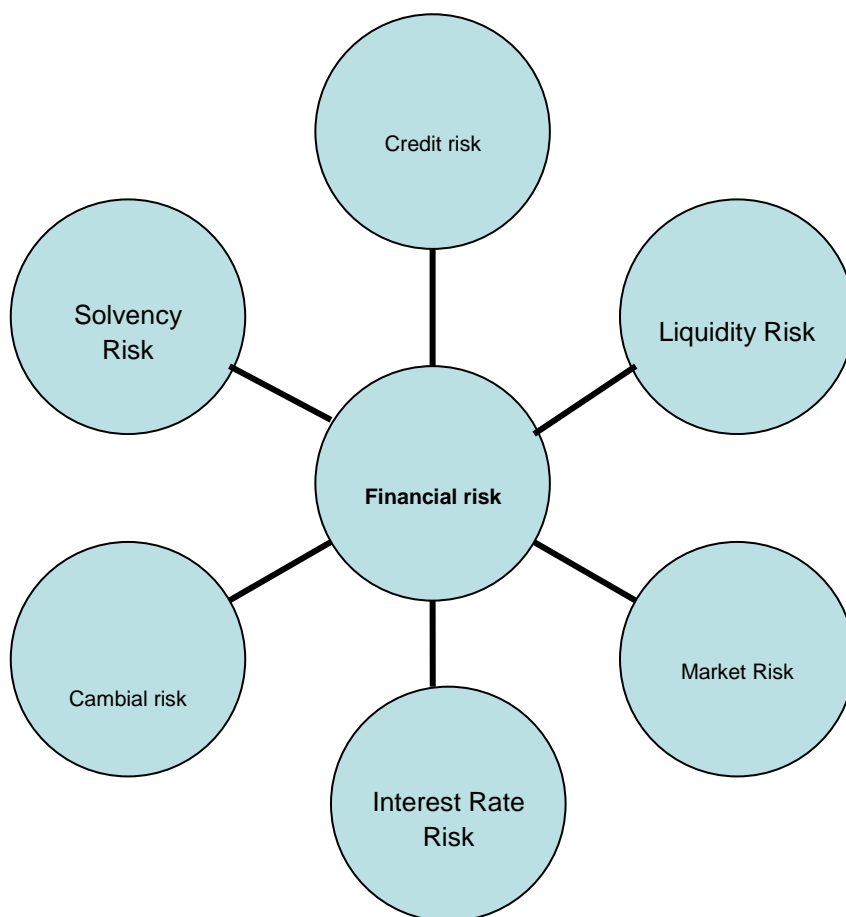 Credit risk
Solvency
Risk
Liquidity Risk
Financial risk
Cambial risk
Market Risk
Interest Rate
Risk